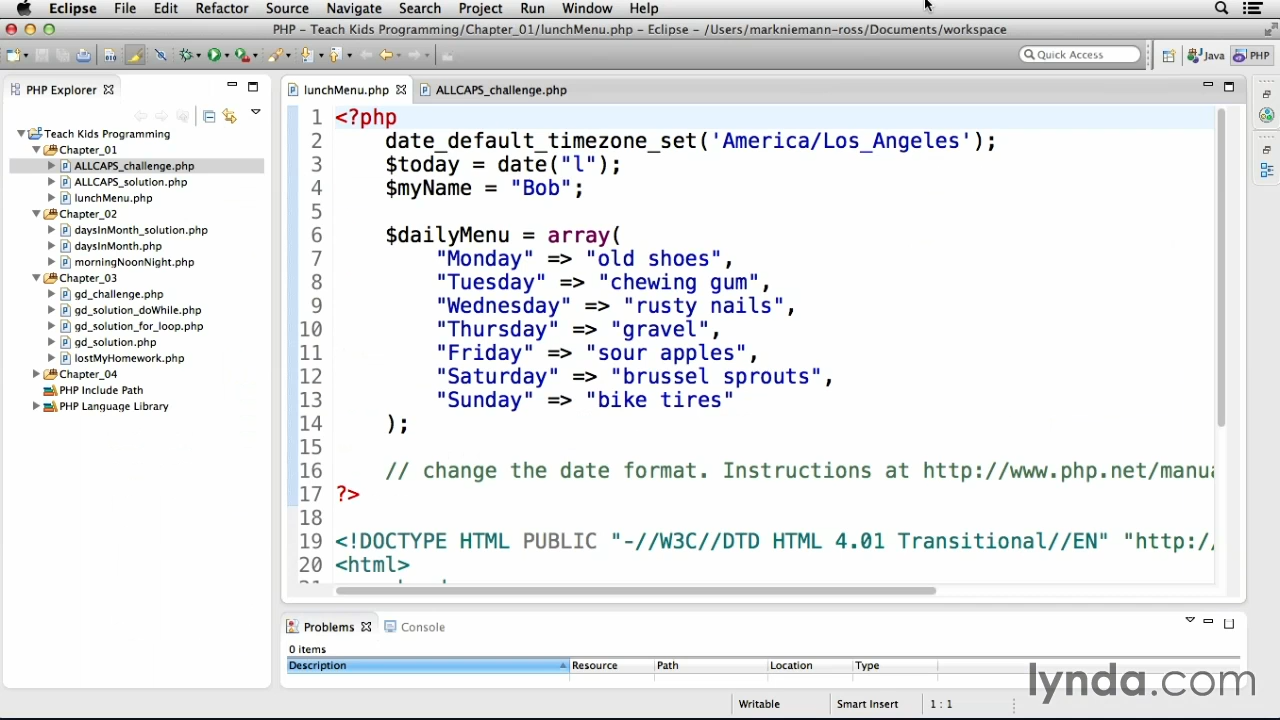 Eclipse File Edit Refactor Source Navigate Search Project Run Window Help
PHP - Teach Kids Programming/Chapter_01/lunchMenu.php - Eclipse - /Users/markniemann-ross/Documents/workspace
Quick Access
Java
PHP
PHP Explorer
Teach Kids Programming
Chapter_01
ALLCAPS_challenge.php
ALLCAPS_solution.php
lunchMenu.php
Chapter_02
daysInMonth_solution.php
daysInMonth.php
morningNoonNight.php
Chapter_03
gd_challenge.php
gd_solution_doWhile.php
gd_solution_for_loop.php
gd_solution.php
lostMyHomework.php
Chapter_04
PHP Include Path
PHP Language Library
lunchMenu.php ALLCAPS_challenge.php
1 <?php
2 date_default_timezone_set('America/Los_Angeles');
3 $today = date("l");
4 $myName = "Bob";
5
6 $dailyMenu = array(
7 "Monday" => "old shoes",
8 "Tuesday" => "chewing gum",
9 "Wednesday" => "rusty nails",
10 "Thursday" => "gravel",
11 "Friday" => "sour apples",
12 "Saturday" => "brussel sprouts",
13 "Sunday" => "bike tires"
14 );
15
16 // change the date format. Instructions at http://www.php.net/manua
17 ?>
18
19 <!DOCTYPE HTML PUBLIC "-//W3C//DTD HTML 4.01 Transitional//EN" "http:/
20 <html>
Problems Console
0 items
Description Resource Path Location Type
Writable Smart Insert 1 : 1
lynda.com